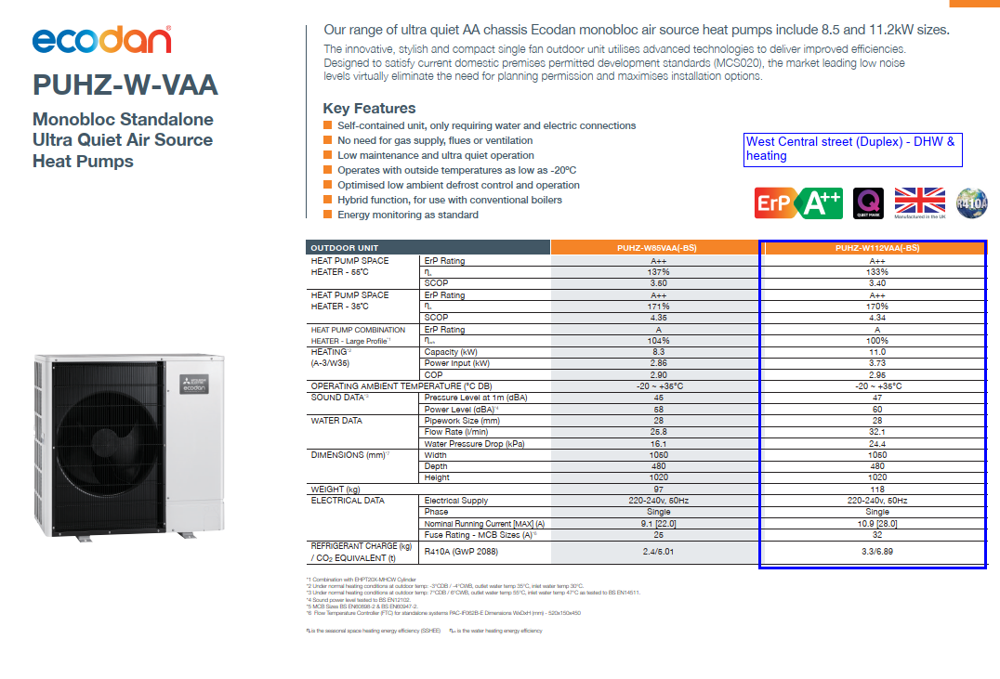 ecodan®
PUHZ-W-VAA
Monobloc Standalone
Ultra Quiet Air Source
Heat Pumps
Our range of ultra quiet AA chassis Ecodan monobloc air source heat pumps include 8.5 and 11.2kW sizes.
The innovative, stylish and compact single fan outdoor unit utilises advanced technologies to deliver improved efficiencies.
Designed to satisfy current domestic premises permitted development standards (MCS020), the market leading low noise
levels virtually eliminate the need for planning permission and maximises installation options.
Key Features
Self-contained unit, only requiring water and electric connections
No need for gas supply, flues or ventilation
Low maintenance and ultra quiet operation
Operates with outside temperatures as low as -20ºC
Optimised low ambient defrost control and operation
Hybrid function, for use with conventional boilers
Energy monitoring as standard
West Central street (Duplex) - DHW &
heating
ErP A++ Q QUIET MARK Manufactured in the UK R410A
OUTDOOR UNIT PUHZ-W85VAA(-BS) PUHZ-W112VAA(-BS)
HEAT PUMP SPACE ErP Rating A++ A++
HEATER - 55°C ηs 137% 133%
SCOP 3.50 3.40
HEAT PUMP SPACE ErP Rating A++ A++
HEATER - 35°C ηs 171% 170%
SCOP 4.35 4.34
HEAT PUMP COMBINATION ErP Rating A A
HEATER - Large Profile*1 ηwh 104% 100%
HEATING*2 Capacity (kW) 8.3 11.0
(A-3/W35) Power Input (kW) 2.86 3.73
COP 2.90 2.95
OPERATING AMBIENT TEMPERATURE (°C DB) -20 ~ +35°C -20 ~ +35°C
SOUND DATA*3 Pressure Level at 1m (dBA) 45 47
Power Level (dBA)*4 58 60
WATER DATA Pipework Size (mm) 28 28
Flow Rate (l/min) 25.8 32.1
Water Pressure Drop (kPa) 16.1 24.4
DIMENSIONS (mm)*7 Width 1050 1050
Depth 480 480
Height 1020 1020
WEIGHT (kg) 97 118
ELECTRICAL DATA Electrical Supply 220-240v, 50Hz 220-240v, 50Hz
Phase Single Single
Nominal Running Current [MAX] (A) 9.1 [22.0] 10.9 [28.0]
Fuse Rating - MCB Sizes (A)*5 25 32
REFRIGERANT CHARGE (kg)
/ CO2 EQUIVALENT (t) R410A (GWP 2088) 2.4/5.01 3.3/6.89
*1 Combination with EHPT20X-MHCW Cylinder
*2 Under normal heating conditions at outdoor temp: -3°CDB / -4°CWB, outlet water temp 35°C, inlet water temp 30°C.
*3 Under normal heating conditions at outdoor temp: 7°CDB / 6°CWB, outlet water temp 55°C, inlet water temp 47°C as tested to BS EN14511.
*4 Sound power level tested to BS EN12102.
*5 MCB Sizes BS EN60898-2 & BS EN60947-2.
*6 Flow Temperature Controller (FTC) for standalone systems PAC-IF062B-E Dimensions WxDxH (mm) - 520x150x450
ηs is the seasonal space heating energy efficiency (SSHEE) ηwh is the water heating energy efficiency
MITSUBISHI ELECTRIC
ecodan